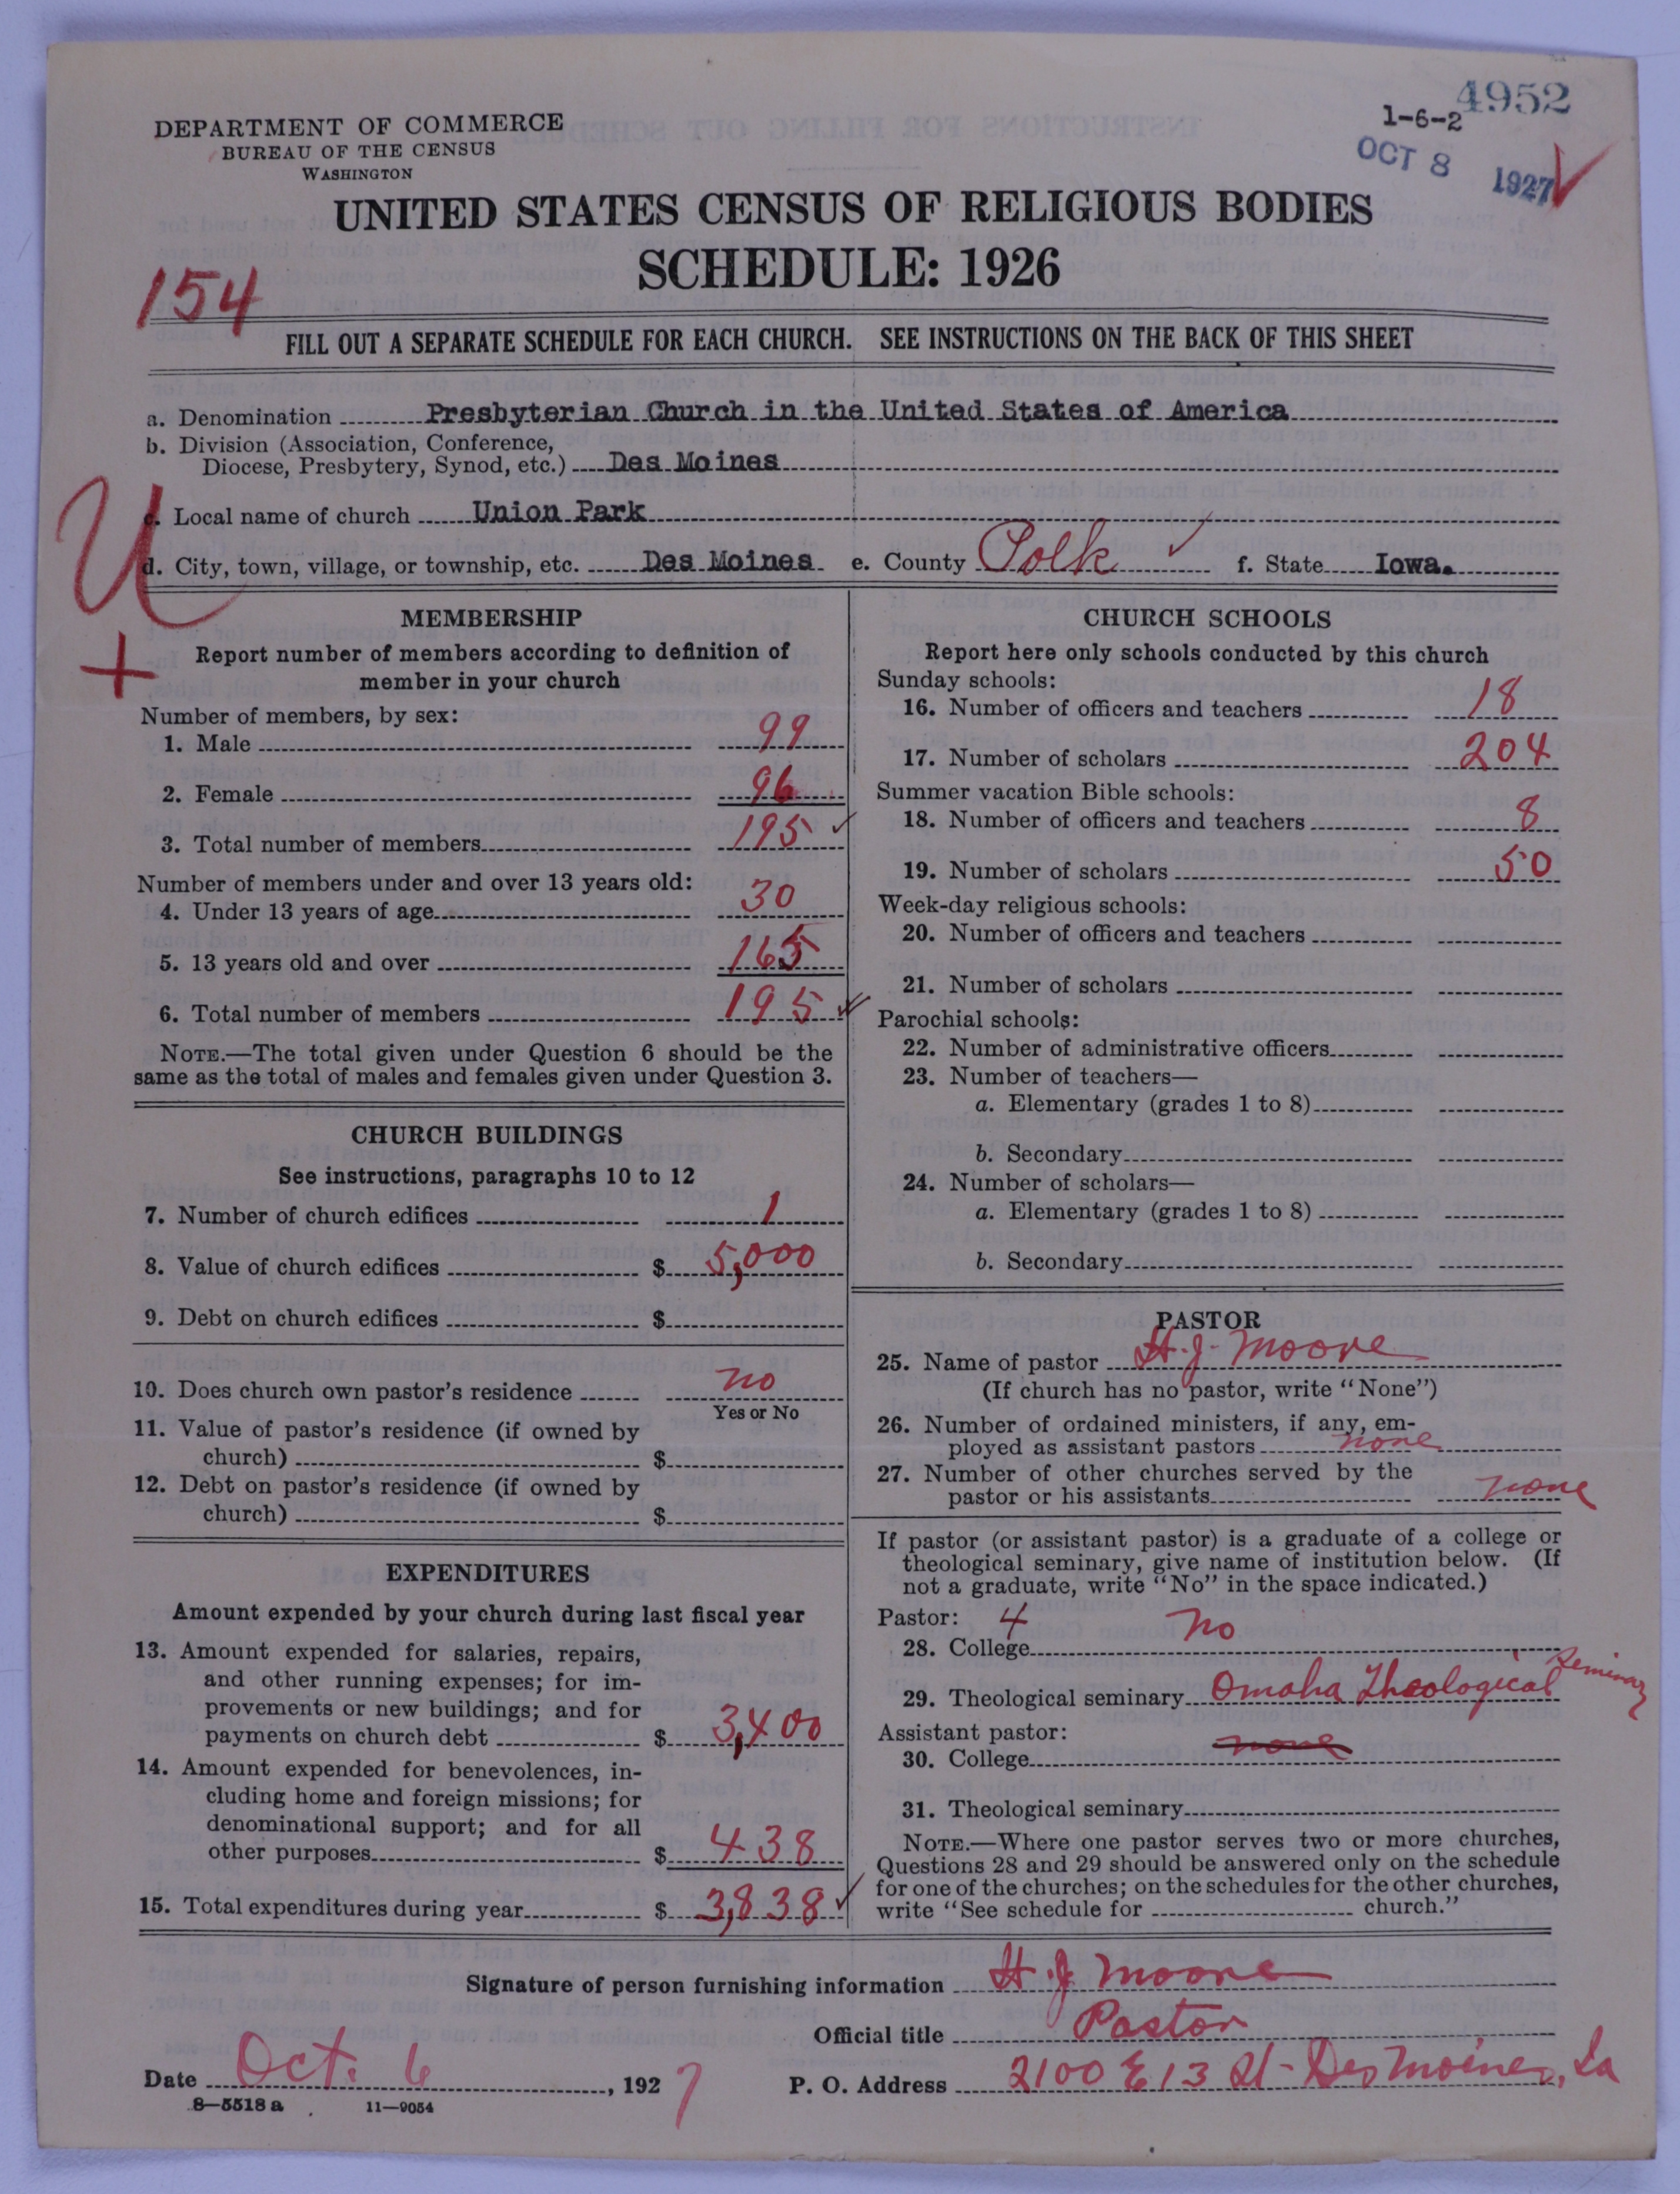 4952
1-6-2
OCT 8 1927
DEPARTMENT OF COMMERCE
BUREAU OF THE CENSUS
WASHINGTON
UNITED STATES CENSUS OF RELIGIOUS BODIES
SCHEDULE: 1926
154
FILL OUT A SEPARATE SCHEDULE FOR EACH CHURCH. SEE INSTRUCTIONS ON THE BACK OF THIS SHEET
a. Denomination Presbyterian Church in the United States of America
b. Division (Association, Conference,
Diocese, Presbytery, Synod, etc.) Des Moines
U
c. Local name of church Union Park
d. City, town, village, or township, etc. Des Moines e. County Polk ✓ f. State Iowa.
+
MEMBERSHIP
Report number of members according to definition of
member in your church
Number of members, by sex:
1. Male 99
2. Female 96
3. Total number of members 195 ✓
Number of members under and over 13 years old:
4. Under 13 years of age 30
5. 13 years old and over 165
6. Total number of members 195 ✓
NOTE.—The total given under Question 6 should be the
same as the total of males and females given under Question 3.
CHURCH BUILDINGS
See instructions, paragraphs 10 to 12
7. Number of church edifices 1
8. Value of church edifices $ 5,000
9. Debt on church edifices $
10. Does church own pastor's residence no
Yes or No
11. Value of pastor's residence (if owned by
church) $
12. Debt on pastor's residence (if owned by
church) $
EXPENDITURES
Amount expended by your church during last fiscal year
13. Amount expended for salaries, repairs,
and other running expenses; for im-
provements or new buildings; and for
payments on church debt $ 3,400
14. Amount expended for benevolences, in-
cluding home and foreign missions; for
denominational support; and for all
other purposes $ 438
15. Total expenditures during year $ 3,838 ✓
CHURCH SCHOOLS
Report here only schools conducted by this church
Sunday schools:
16. Number of officers and teachers 18
17. Number of scholars 204
Summer vacation Bible schools:
18. Number of officers and teachers 8
19. Number of scholars 50
Week-day religious schools:
20. Number of officers and teachers
21. Number of scholars
Parochial schools:
22. Number of administrative officers
23. Number of teachers—
a. Elementary (grades 1 to 8)
b. Secondary
24. Number of scholars—
a. Elementary (grades 1 to 8)
b. Secondary
PASTOR
25. Name of pastor H. J. Moore
(If church has no pastor, write "None")
26. Number of ordained ministers, if any, em-
ployed as assistant pastors none
27. Number of other churches served by the
pastor or his assistants none
If pastor (or assistant pastor) is a graduate of a college or
theological seminary, give name of institution below. (If
not a graduate, write "No" in the space indicated.)
Pastor: 4
28. College No
29. Theological seminary Omaha Theological Seminary
Assistant pastor:
30. College none
31. Theological seminary
NOTE.—Where one pastor serves two or more churches,
Questions 28 and 29 should be answered only on the schedule
for one of the churches; on the schedules for the other churches,
write "See schedule for church."
Signature of person furnishing information H. J. Moore
Official title Pastor
Date Oct. 6, 1927
P. O. Address 2100 E 13 St - Des Moines, Ia
8—5518 a 11—9054